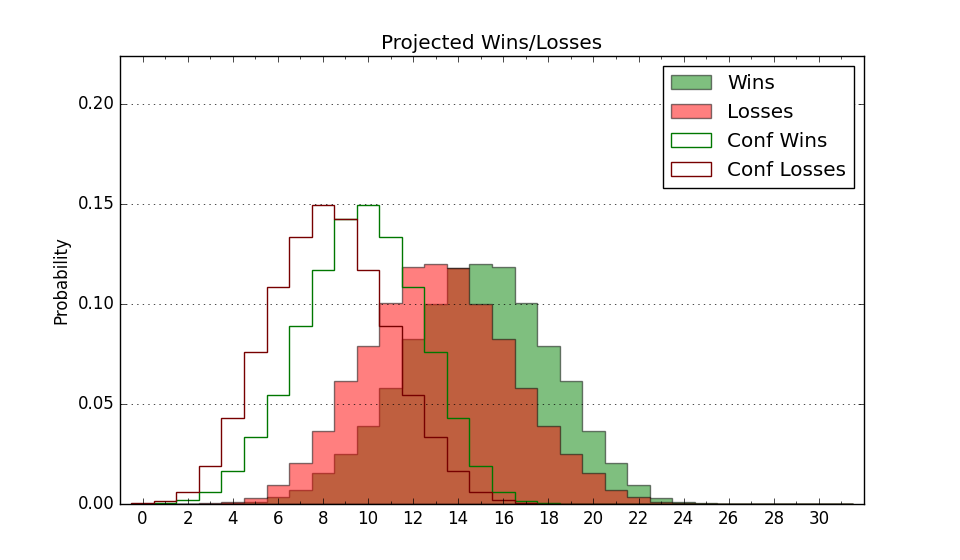 Projected Wins/Losses
Wins
Losses
Conf Wins
Conf Losses
Probability
0.20
0.15
0.10
0.05
0.00
0 2 4 6 8 10 12 14 16 18 20 22 24 26 28 30